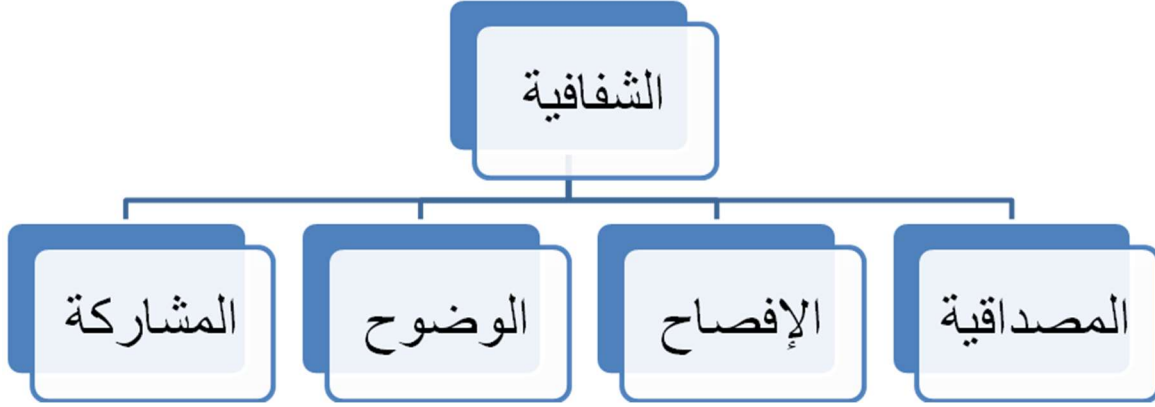 الشفافية
المصداقية
الإفصاح
الوضوح
المشاركة